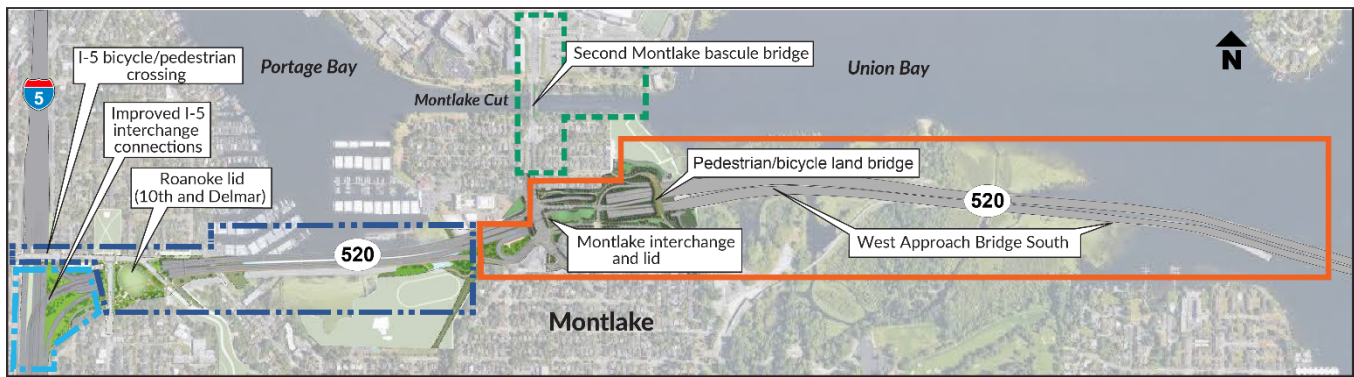 I-5 bicycle/pedestrian
crossing
Portage Bay
Second Montlake bascule bridge
Union Bay
N
5
Montlake Cut
Improved I-5
interchange
connections
Roanoke lid
(10th and Delmar)
Pedestrian/bicycle land bridge
520
520
Montlake interchange
and lid
West Approach Bridge South
Montlake